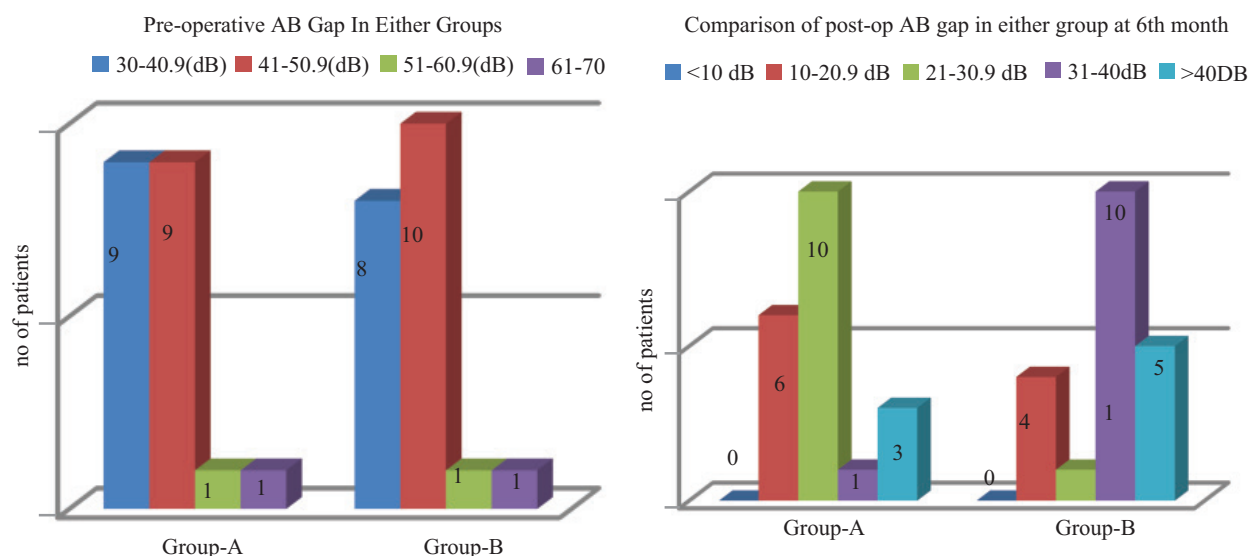 Pre-operative AB Gap In Either Groups
30-40.9(dB) 41-50.9(dB) 51-60.9(dB) 61-70
no of patients
9
9
1
1
8
10
1
1
Group-A
Group-B
Comparison of post-op AB gap in either group at 6th month
<10 dB 10-20.9 dB 21-30.9 dB 31-40dB >40DB
no of patients
0
6
10
1
3
0
4
1
10
5
Group-A
Group-B